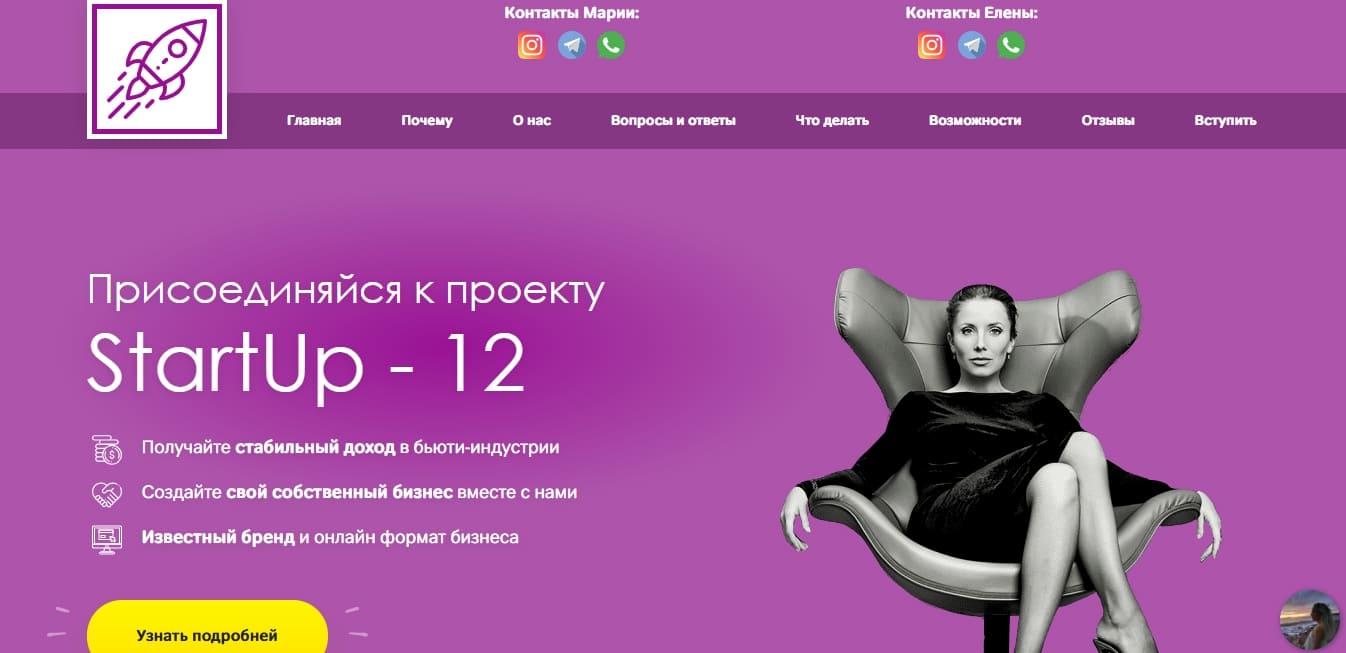 Контакты Марии:
Контакты Елены:
Главная
Почему
О нас
Вопросы и ответы
Что делать
Возможности
Отзывы
Вступить
Присоединяйся к проекту
StartUp - 12
Получайте стабильный доход в бьюти-индустрии
Создайте свой собственный бизнес вместе с нами
Известный бренд и онлайн формат бизнеса
Узнать подробней